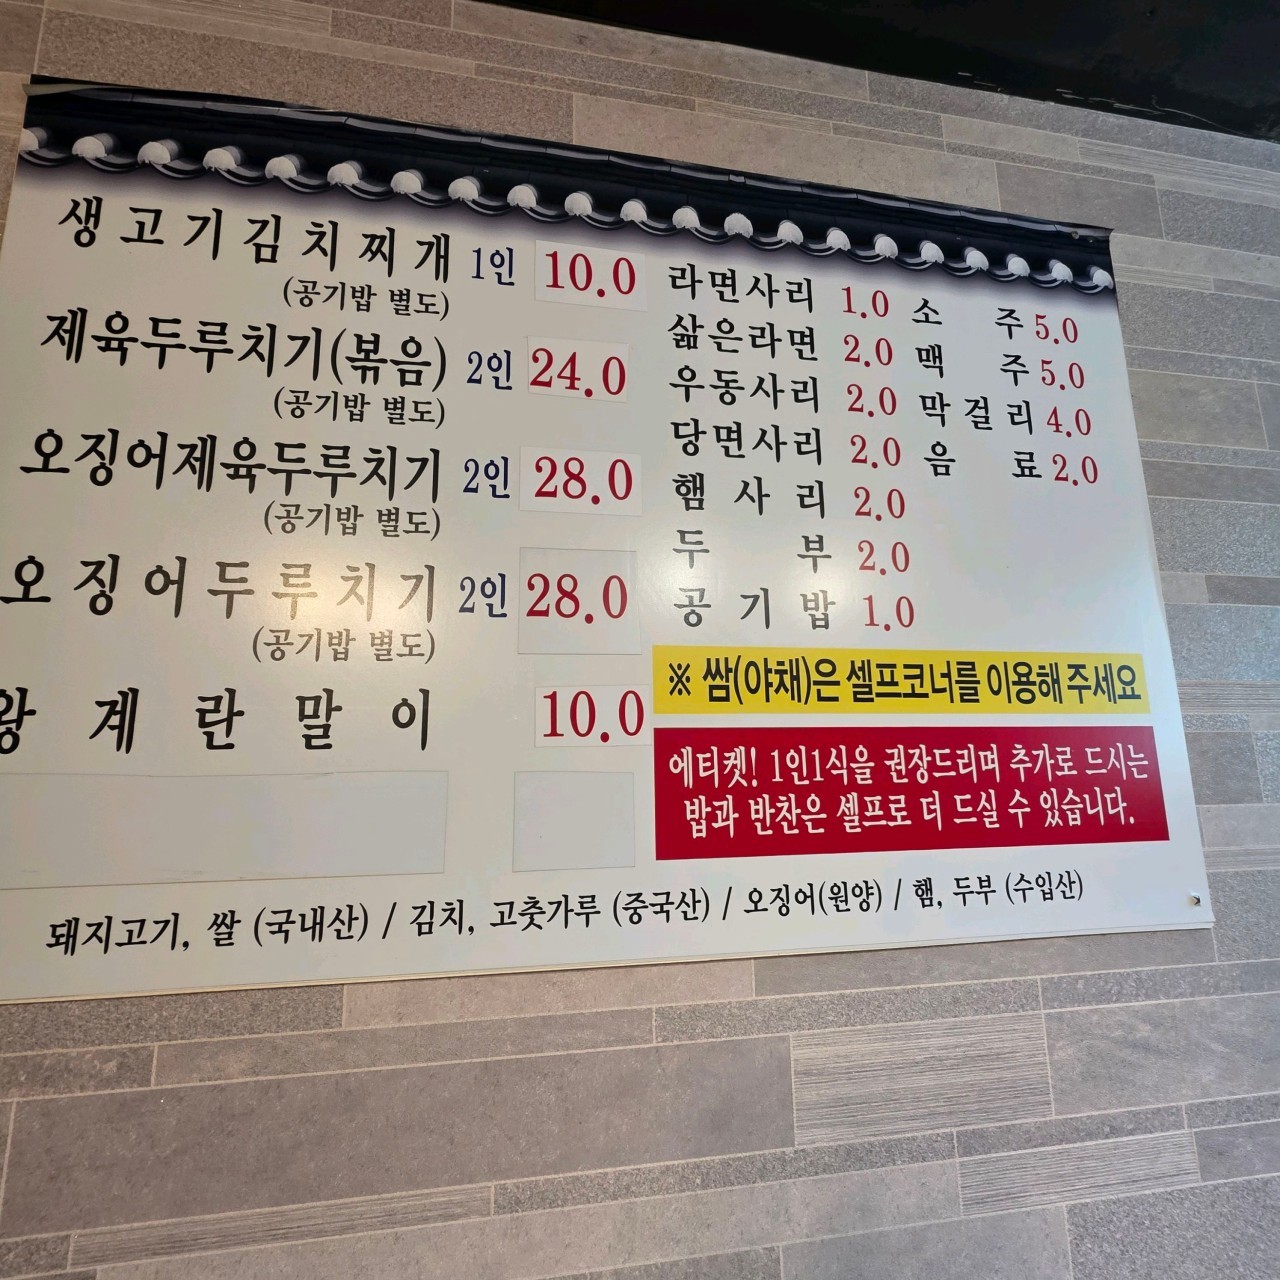 생고기김치찌개 1인 10.0
(공기밥 별도)
제육두루치기(볶음) 2인 24.0
(공기밥 별도)
오징어제육두루치기 2인 28.0
(공기밥 별도)
오징어두루치기 2인 28.0
(공기밥 별도)
왕계란말이 10.0
라면사리 1.0
삶은라면 2.0
우동사리 2.0
당면사리 2.0
햄사리 2.0
두부 2.0
공기밥 1.0
소주 5.0
맥주 5.0
막걸리 4.0
음료 2.0
※ 쌈(야채)은 셀프코너를 이용해 주세요
에티켓! 1인1식을 권장드리며 추가로 드시는
밥과 반찬은 셀프로 더 드실 수 있습니다.
돼지고기, 쌀 (국내산) / 김치, 고춧가루 (중국산) / 오징어(원양) / 햄, 두부 (수입산)